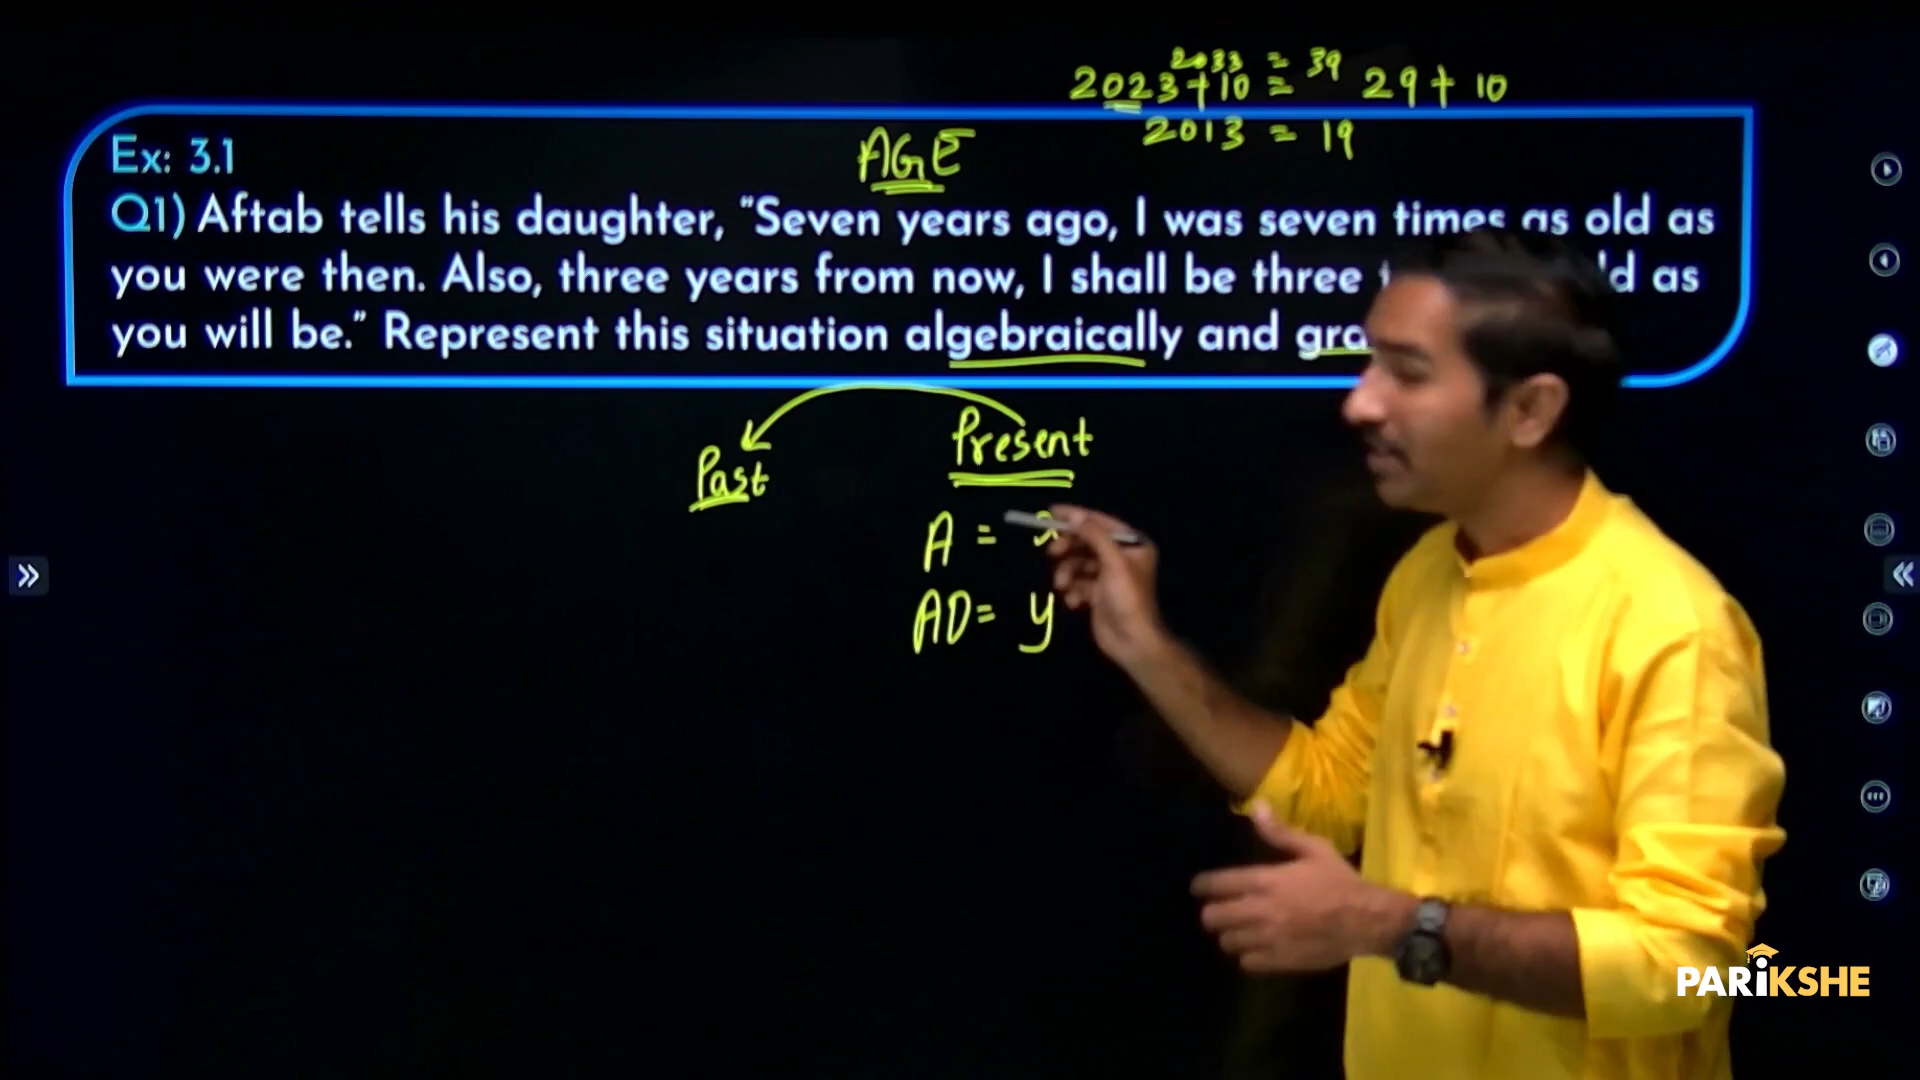 2033 = 39
2023+10 = 29+ 10
2013 = 19
AGE
Ex: 3.1
Q1) Aftab tells his daughter, "Seven years ago, I was seven times as old as
you were then. Also, three years from now, I shall be three d as
you will be." Represent this situation algebraically and gra
Present
Past
A =
AD= y
PARiKSHE